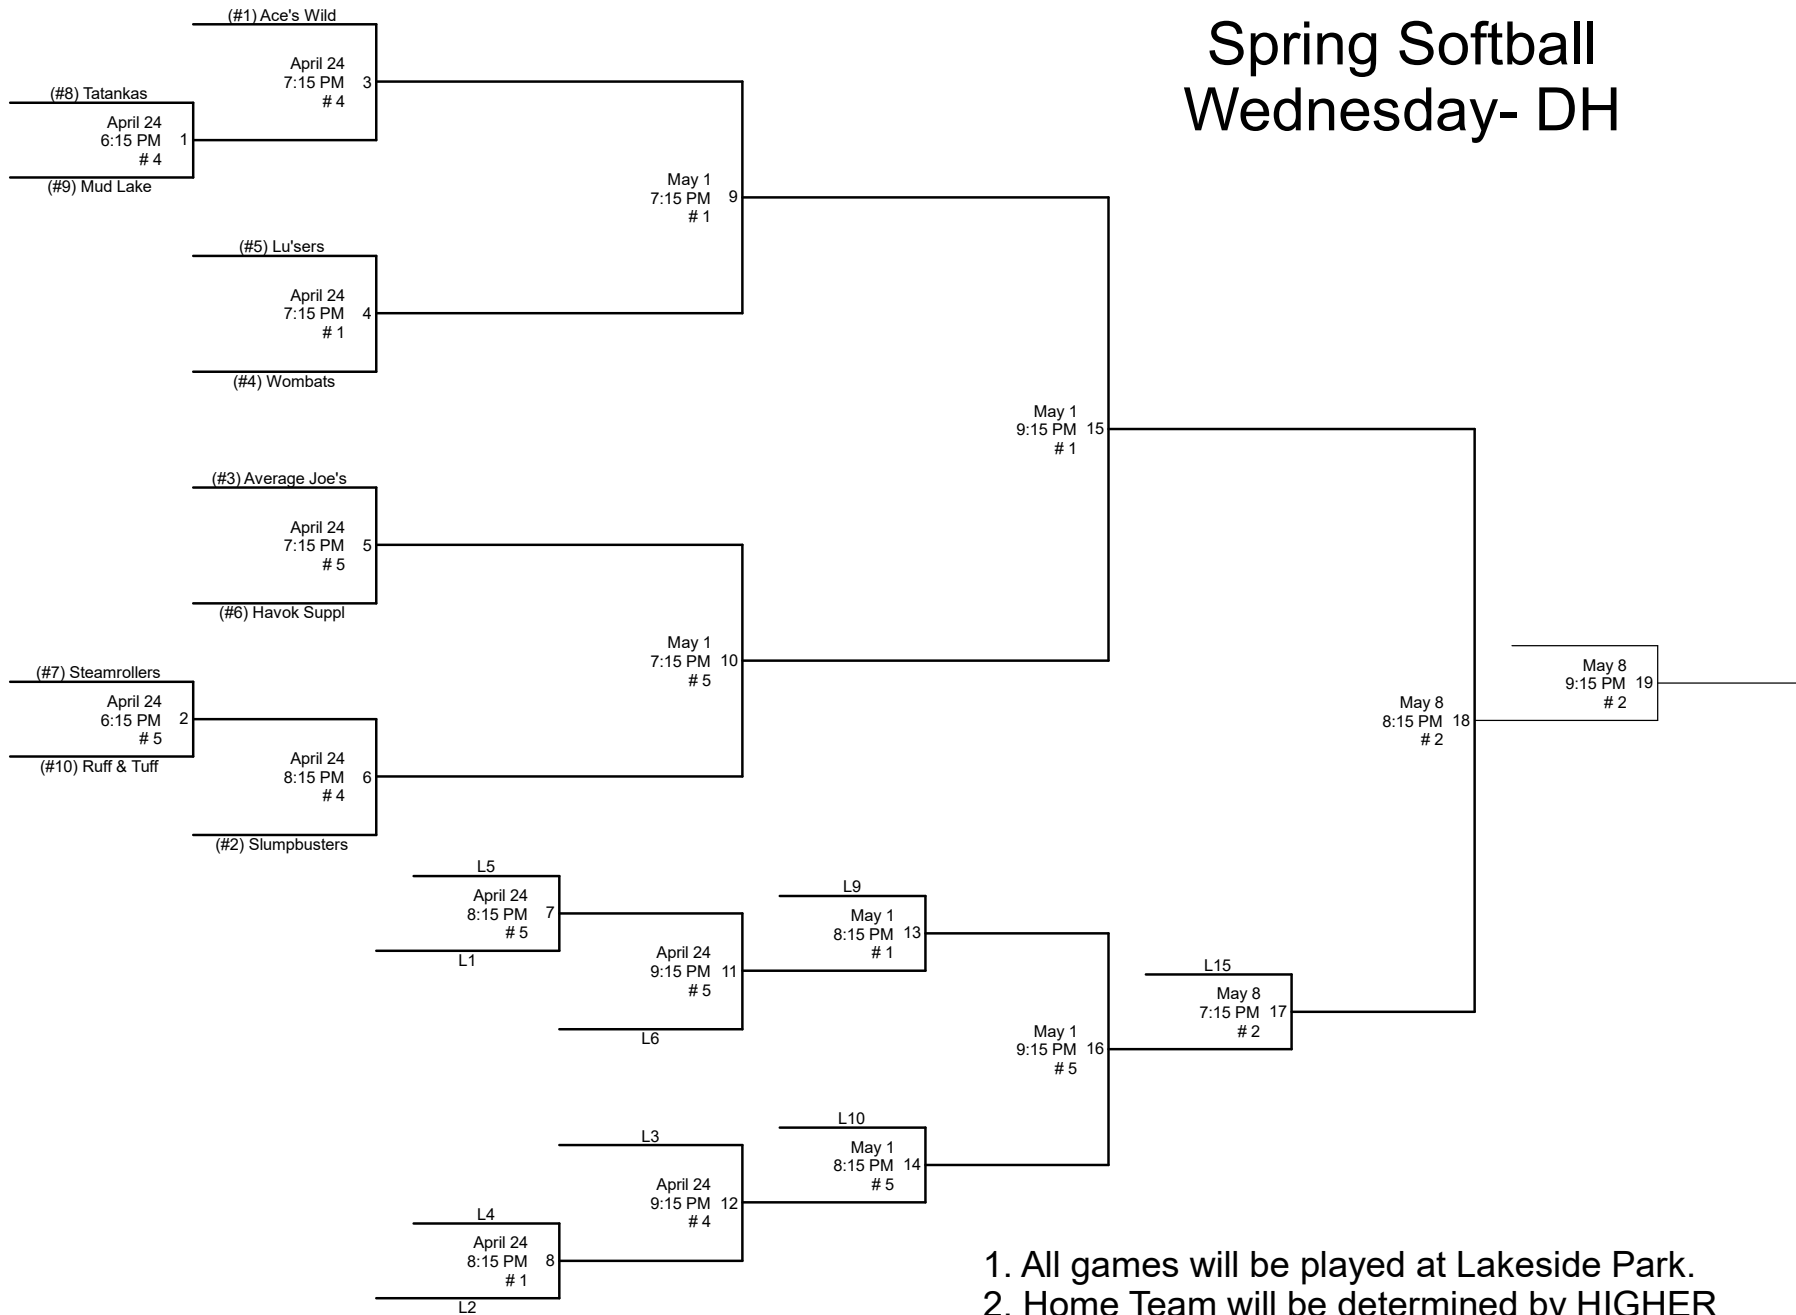 Spring Softball
Wednesday- DH
(#1) Ace's Wild
April 24
7:15 PM 3
# 4
(#8) Tatankas
April 24
6:15 PM 1
# 4
(#9) Mud Lake
May 1
7:15 PM 9
# 1
(#5) Lu'sers
April 24
7:15 PM 4
# 1
(#4) Wombats
May 1
9:15 PM 15
# 1
(#3) Average Joe's
April 24
7:15 PM 5
# 5
(#6) Havok Suppl
May 1
7:15 PM 10
# 5
(#7) Steamrollers
April 24
6:15 PM 2
# 5
(#10) Ruff & Tuff
April 24
8:15 PM 6
# 4
(#2) Slumpbusters
May 8
8:15 PM 18
# 2
May 8
9:15 PM 19
# 2
L5
April 24
8:15 PM 7
# 5
L1
April 24
9:15 PM 11
# 5
L6
L9
May 1
8:15 PM 13
# 1
L15
May 8
7:15 PM 17
# 2
May 1
9:15 PM 16
# 5
L3
April 24
9:15 PM 12
# 4
L10
May 1
8:15 PM 14
# 5
L4
April 24
8:15 PM 8
# 1
L2
1. All games will be played at Lakeside Park.
2. Home Team will be determined by HIGHER